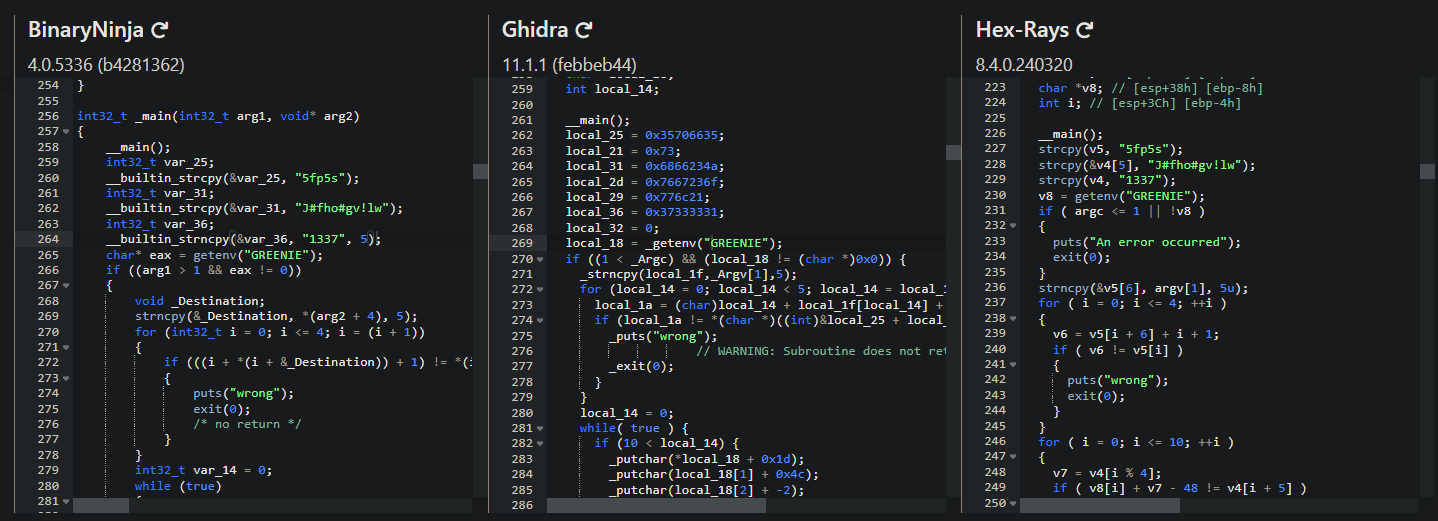 BinaryNinja
4.0.5336 (b4281362)
254 }
255
256 int32_t _main(int32_t arg1, void* arg2)
257 {
258 __main();
259 int32_t var_25;
260 __builtin_strcpy(&var_25, "5fp5s");
261 int32_t var_31;
262 __builtin_strcpy(&var_31, "J#fho#gv!lw");
263 int32_t var_36;
264 __builtin_strncpy(&var_36, "1337", 5);
265 char* eax = getenv("GREENIE");
266 if ((arg1 > 1 && eax != 0))
267 {
268 void _Destination;
269 strncpy(&_Destination, *(arg2 + 4), 5);
270 for (int32_t i = 0; i <= 4; i = (i + 1))
271 {
272 if (((i + *(i + &_Destination)) + 1) != *(i
273 {
274 puts("wrong");
275 exit(0);
276 /* no return */
277 }
278 }
279 int32_t var_14 = 0;
280 while (true)
281
Ghidra
11.1.1 (febbeb44)
259 int local_14;
260
261 __main();
262 local_25 = 0x35706635;
263 local_21 = 0x73;
264 local_31 = 0x6866234a;
265 local_2d = 0x7667236f;
266 local_29 = 0x776c21;
267 local_36 = 0x37333331;
268 local_32 = 0;
269 local_18 = _getenv("GREENIE");
270 if ((1 < _Argc) && (local_18 != (char *)0x0)) {
271 _strncpy(local_1f,_Argv[1],5);
272 for (local_14 = 0; local_14 < 5; local_14 = local_1
273 local_1a = (char)local_14 + local_1f[local_14] +
274 if (local_1a != *(char *)((int)&local_25 + local_
275 _puts("wrong");
276 // WARNING: Subroutine does not ret
277 _exit(0);
278 }
279 }
280 local_14 = 0;
281 while( true ) {
282 if (10 < local_14) {
283 _putchar(*local_18 + 0x1d);
284 _putchar(local_18[1] + 0x4c);
285 _putchar(local_18[2] + -2);
286
Hex-Rays
8.4.0.240320
223 char *v8; // [esp+38h] [ebp-8h]
224 int i; // [esp+3Ch] [ebp-4h]
225
226 __main();
227 strcpy(v5, "5fp5s");
228 strcpy(&v4[5], "J#fho#gv!lw");
229 strcpy(v4, "1337");
230 v8 = getenv("GREENIE");
231 if ( argc <= 1 || !v8 )
232 {
233 puts("An error occurred");
234 exit(0);
235 }
236 strncpy(&v5[6], argv[1], 5u);
237 for ( i = 0; i <= 4; ++i )
238 {
239 v6 = v5[i + 6] + i + 1;
240 if ( v6 != v5[i] )
241 {
242 puts("wrong");
243 exit(0);
244 }
245 }
246 for ( i = 0; i <= 10; ++i )
247 {
248 v7 = v4[i % 4];
249 if ( v8[i] + v7 - 48 != v4[i + 5] )
250